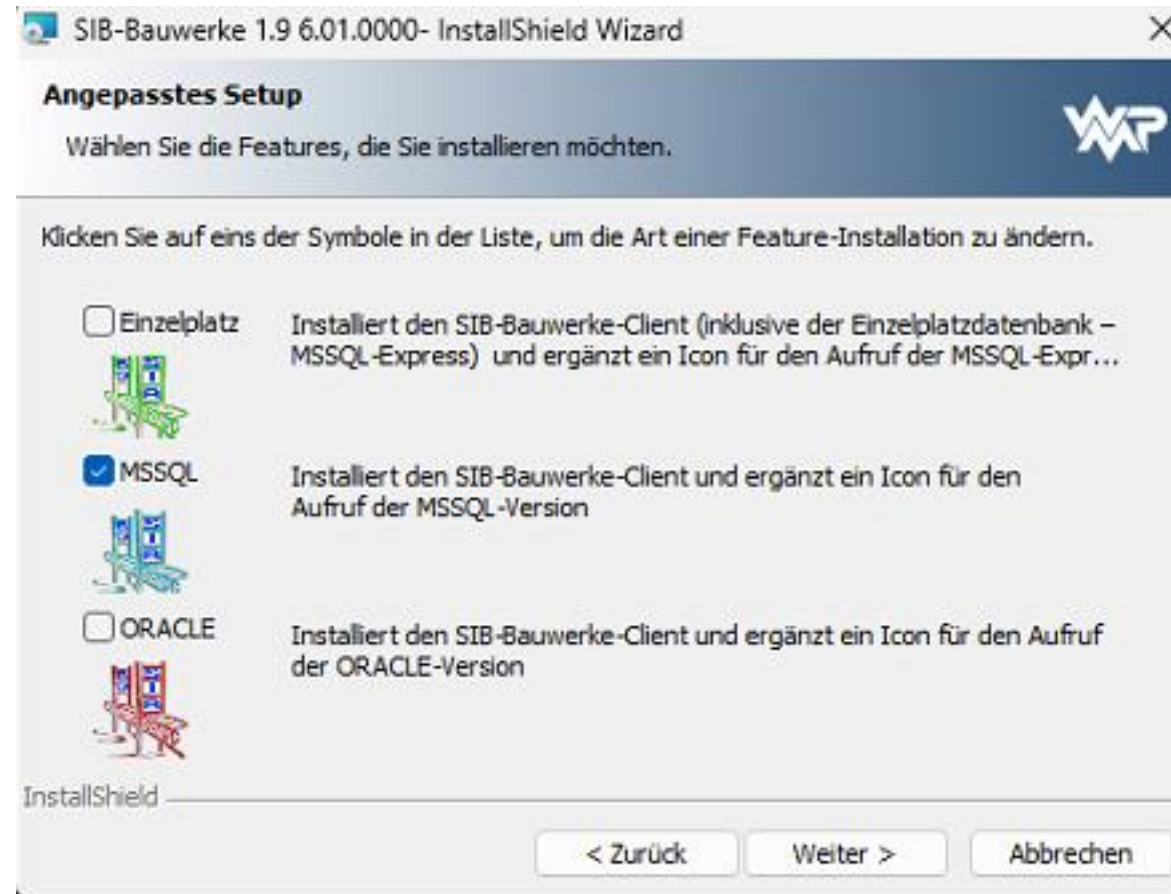 SIB-Bauwerke 1.9 6.01.0000- InstallShield Wizard
Angepasstes Setup
Wählen Sie die Features, die Sie installieren möchten.
WMP
Klicken Sie auf eins der Symbole in der Liste, um die Art einer Feature-Installation zu ändern.
Einzelplatz
Installiert den SIB-Bauwerke-Client (inklusive der Einzelplatzdatenbank –
MSSQL-Express) und ergänzt ein Icon für den Aufruf der MSSQL-Expr...
MSSQL
Installiert den SIB-Bauwerke-Client und ergänzt ein Icon für den
Aufruf der MSSQL-Version
ORACLE
Installiert den SIB-Bauwerke-Client und ergänzt ein Icon für den Aufruf
der ORACLE-Version
InstallShield
< Zurück
Weiter >
Abbrechen